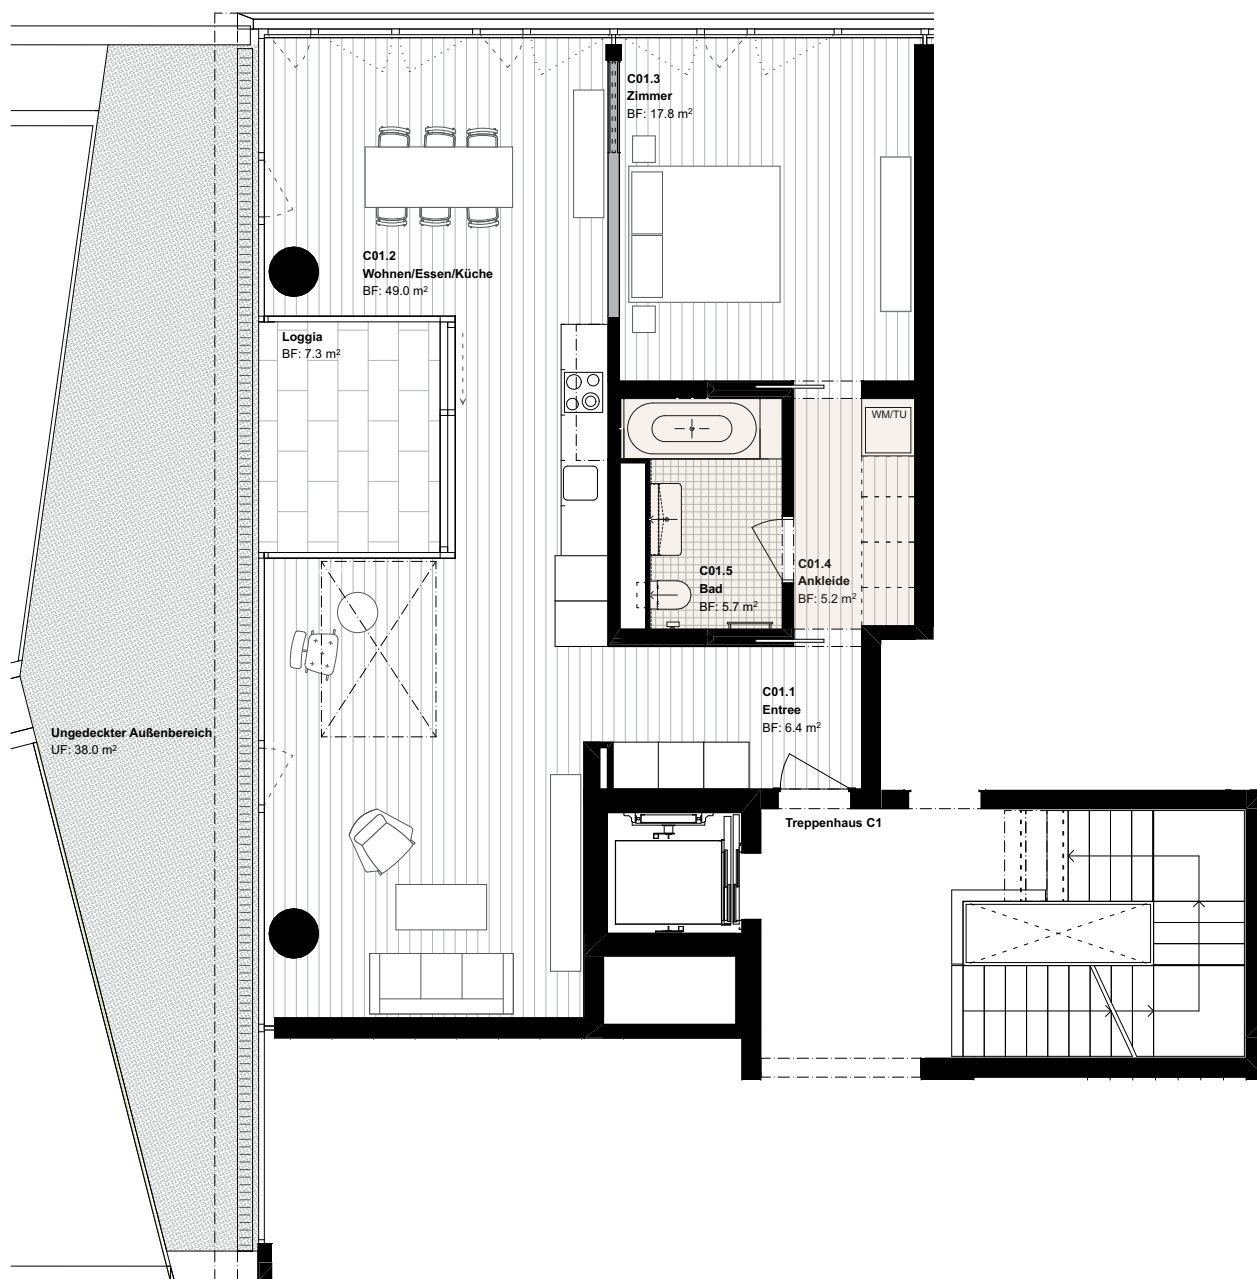 C01.3
Zimmer
BF: 17.8 m²
C01.2
Wohnen/Essen/Küche
BF: 49.0 m²
Loggia
BF: 7.3 m²
WM/TU
C01.5
Bad
BF: 5.7 m²
C01.4
Ankleide
BF: 5.2 m²
C01.1
Entree
BF: 6.4 m²
Ungedeckter Außenbereich
UF: 38.0 m²
Treppenhaus C1